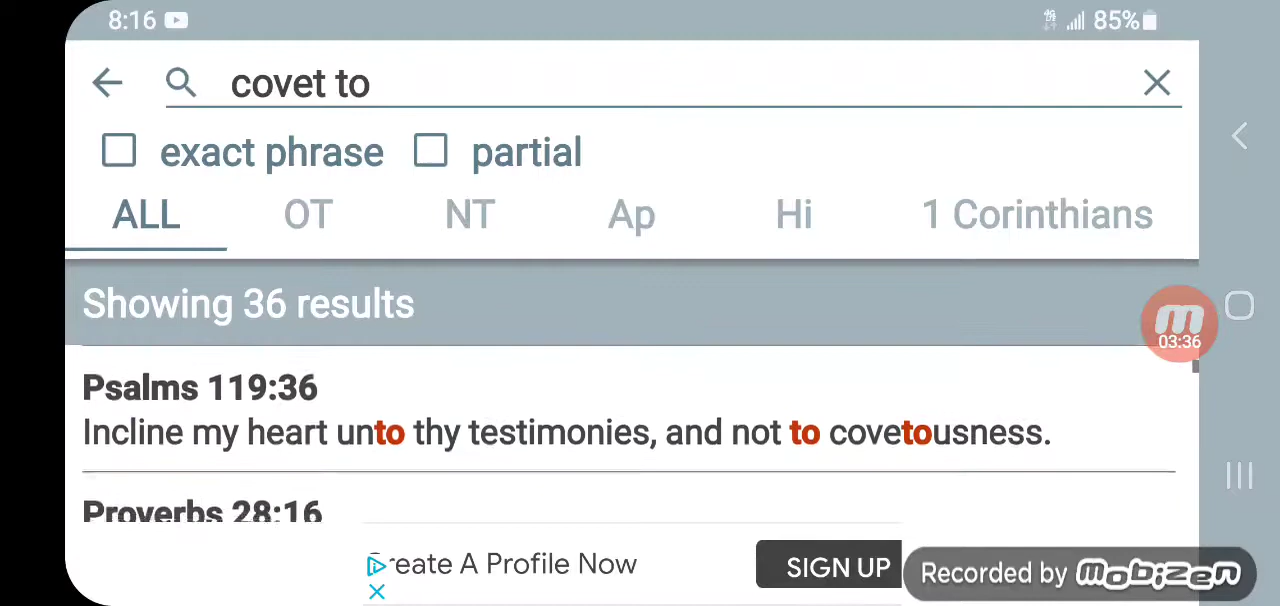 8:16 85%
covet to
exact phrase partial
ALL OT NT Ap Hi 1 Corinthians
Showing 36 results
03:36
Psalms 119:36
Incline my heart unto thy testimonies, and not to covetousness.
Proverbs 28:16
reate A Profile Now SIGN UP
Recorded by mobizen